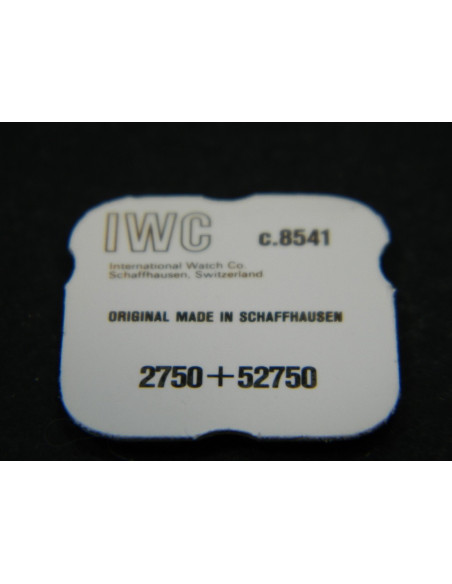 IWC c.8541
International Watch Co.
Schaffhausen, Switzerland
ORIGINAL MADE IN SCHAFFHAUSEN
2750+52750